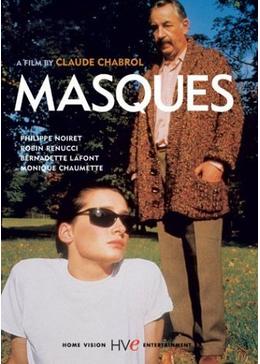 A FILM BY CLAUDE CHABROL
MASQUES
PHILIPPE NOIRET
ROBIN RENUCCI
BERNADETTE LAFONT
MONIQUE CHAUMETTE
HOME VISION HVe ENTERTAINMENT